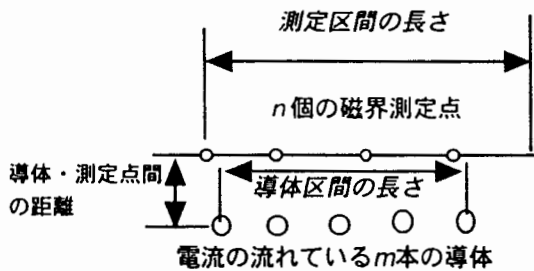 測定区間の長さ
n個の磁界測定点
導体・測定点間
の距離
導体区間の長さ
電流の流れているm本の導体